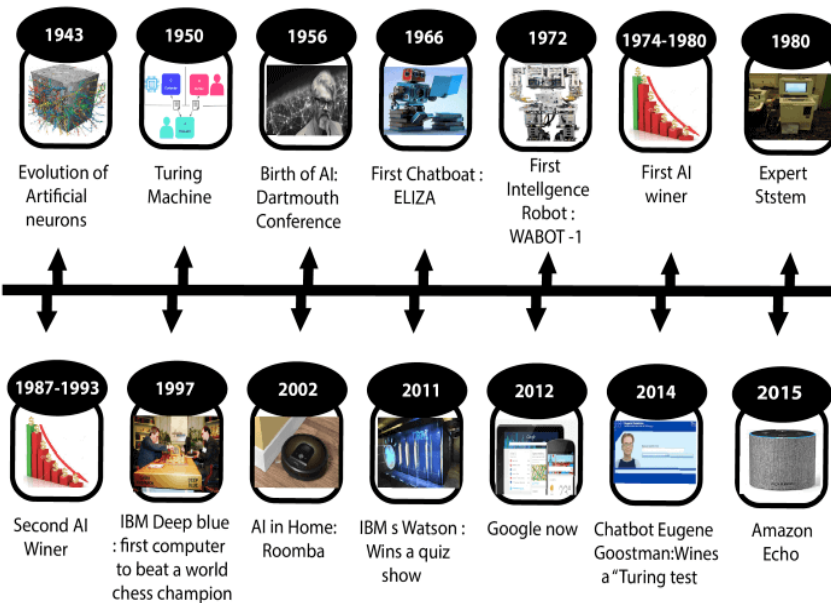 1943
1950
1956
1966
1972
1974-1980
1980
Evolution of
Artificial
neurons
Turing
Machine
Birth of AI:
Dartmouth
Conference
First Chatboat :
ELIZA
First
Intellgence
Robot :
WABOT -1
First AI
winer
Expert
Ststem
1987-1993
1997
2002
2011
2012
2014
2015
Second AI
Winer
IBM Deep blue
: first computer
to beat a world
chess champion
AI in Home:
Roomba
IBM s Watson :
Wins a quiz
show
Google now
Chatbot Eugene
Goostman:Wines
a “Turing test
Amazon
Echo